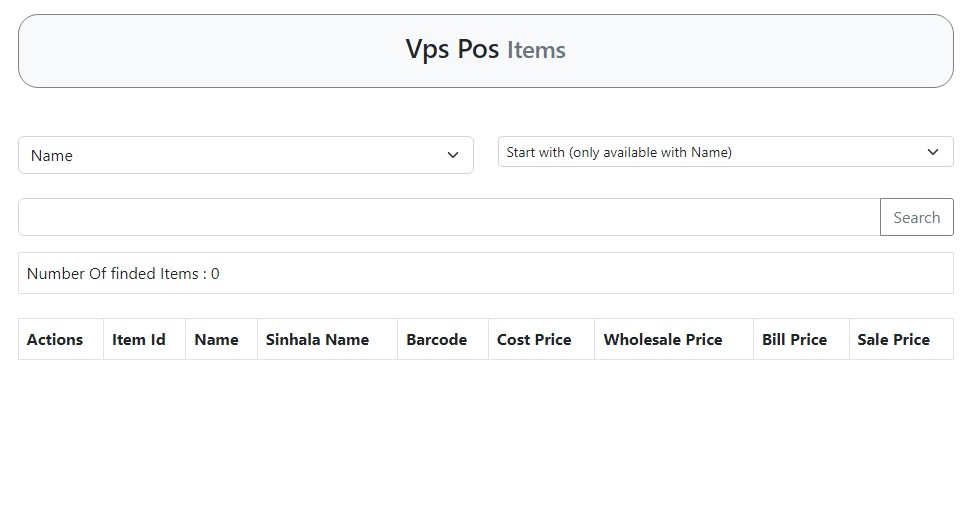 Vps Pos Items
Name
Start with (only available with Name)
Search
Number Of finded Items : 0
Actions Item Id Name Sinhala Name Barcode Cost Price Wholesale Price Bill Price Sale Price